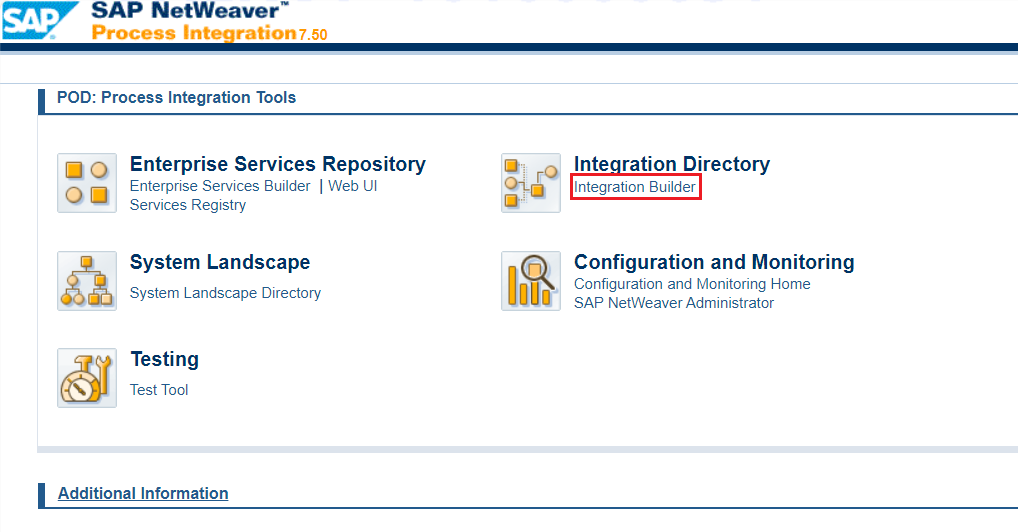 SAP
SAP NetWeaver™
Process Integration 7.50
POD: Process Integration Tools
Enterprise Services Repository
Enterprise Services Builder | Web UI
Services Registry
Integration Directory
Integration Builder
System Landscape
System Landscape Directory
Configuration and Monitoring
Configuration and Monitoring Home
SAP NetWeaver Administrator
Testing
Test Tool
Additional Information